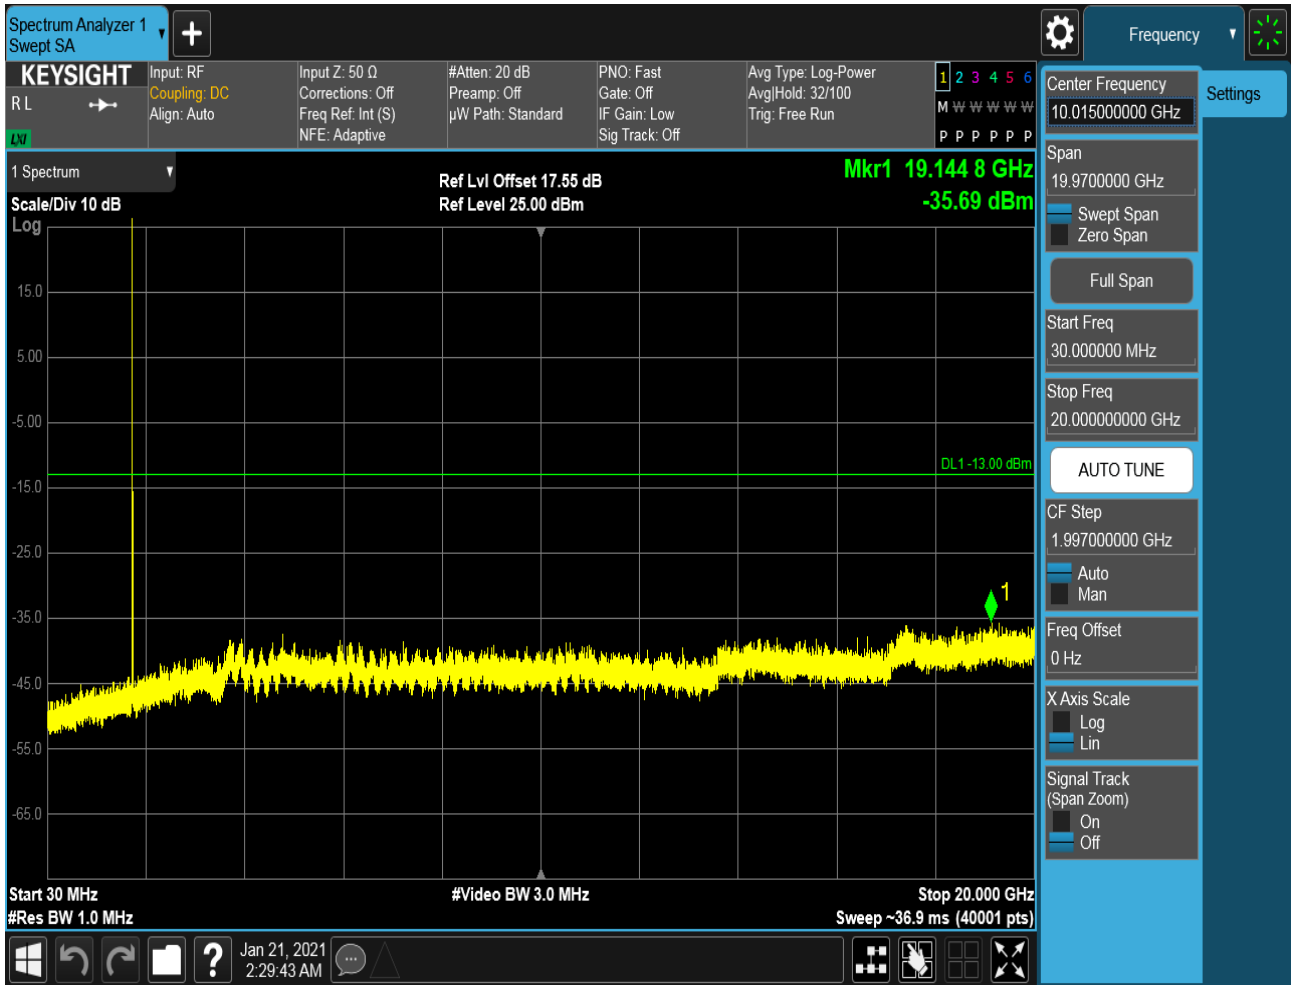 Spectrum Analyzer 1
Swept SA
Frequency
KEYSIGHT
R L
LXI
Input: RF
Coupling: DC
Align: Auto
Input Z: 50 Ω
Corrections: Off
Freq Ref: Int (S)
NFE: Adaptive
#Atten: 20 dB
Preamp: Off
µW Path: Standard
PNO: Fast
Gate: Off
IF Gain: Low
Sig Track: Off
Avg Type: Log-Power
Avg|Hold: 32/100
Trig: Free Run
1 2 3 4 5 6
M W W W W W
P P P P P P
1 Spectrum
Scale/Div 10 dB
Log
Ref Lvl Offset 17.55 dB
Ref Level 25.00 dBm
Mkr1 19.144 8 GHz
-35.69 dBm
15.0
5.00
-5.00
DL1 -13.00 dBm
-15.0
-25.0
1
-35.0
-45.0
-55.0
-65.0
Start 30 MHz
#Res BW 1.0 MHz
#Video BW 3.0 MHz
Stop 20.000 GHz
Sweep ~36.9 ms (40001 pts)
Jan 21, 2021
2:29:43 AM
Center Frequency
10.015000000 GHz
Settings
Span
19.9700000 GHz
Swept Span
Zero Span
Full Span
Start Freq
30.000000 MHz
Stop Freq
20.000000000 GHz
AUTO TUNE
CF Step
1.997000000 GHz
Auto
Man
Freq Offset
0 Hz
X Axis Scale
Log
Lin
Signal Track
(Span Zoom)
On
Off